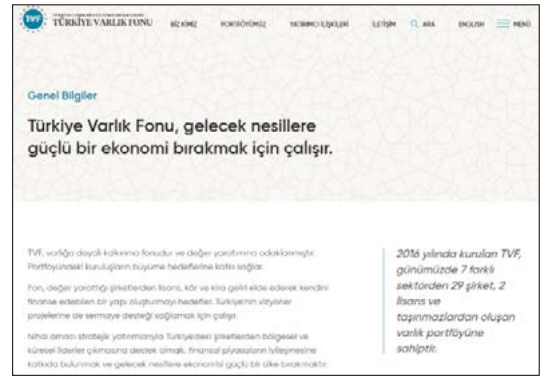 TVF TÜRKİYE VARLIK FONU BİZ KİMİZ PORTFÖYÜMÜZ YATIRIMCI İLİŞKİLERİ İLETİŞİM ARA ENGLISH MENÜ
Genel Bilgiler
Türkiye Varlık Fonu, gelecek nesillere
güçlü bir ekonomi bırakmak için çalışır.
TVF, varlığa dayalı kalkınma fonudur ve değer yaratımına odaklanmıştır.
Portföyündeki kuruluşların büyüme hedeflerine katkı sağlar.
Fon, değer yarattığı şirketlerden lisans, kâr ve kira geliri elde ederek kendini
finanse edebilen bir yapı oluşturmayı hedefler. Türkiye'nin vizyoner
projelerine de sermaye desteği sağlamak için çalışır.
Nihai amacı stratejik yatırımlarıyla Türkiye'deki şirketlerden bölgesel ve
küresel liderler çıkmasına destek olmak, finansal piyasaların iyileşmesine
katkıda bulunmak ve gelecek nesillere ekonomisi güçlü bir ülke bırakmaktır.
2016 yılında kurulan TVF,
günümüzde 7 farklı
sektörden 29 şirket, 2
lisans ve
taşınmazlardan oluşan
varlık portföyüne
sahiptir.